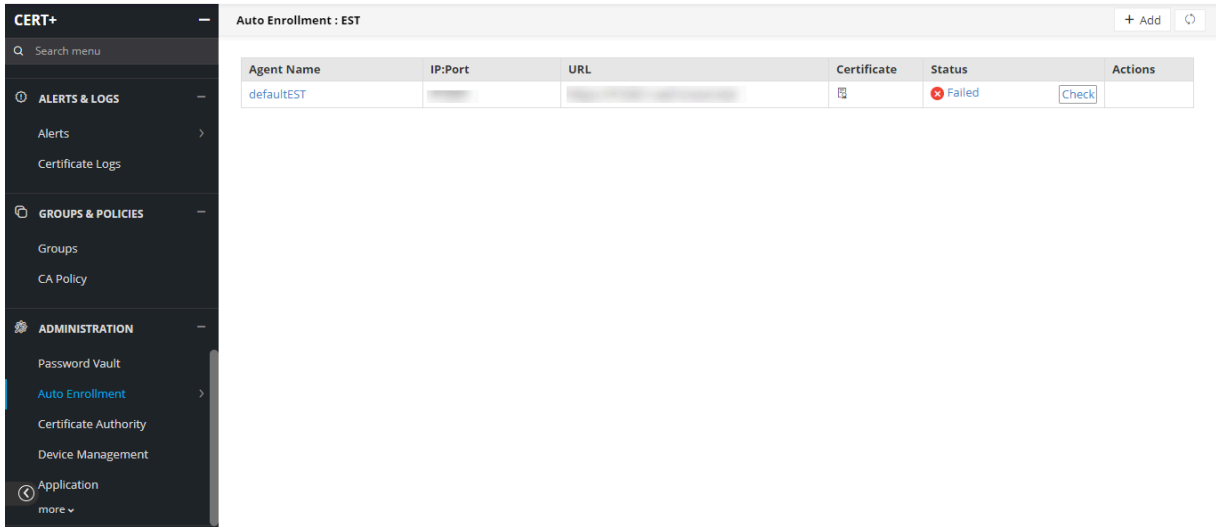 CERT+
Search menu
ALERTS & LOGS
Alerts
Certificate Logs
GROUPS & POLICIES
Groups
CA Policy
ADMINISTRATION
Password Vault
Auto Enrollment
Certificate Authority
Device Management
Application
more
Auto Enrollment : EST
+ Add
Agent Name IP:Port URL Certificate Status Actions
defaultEST Failed Check